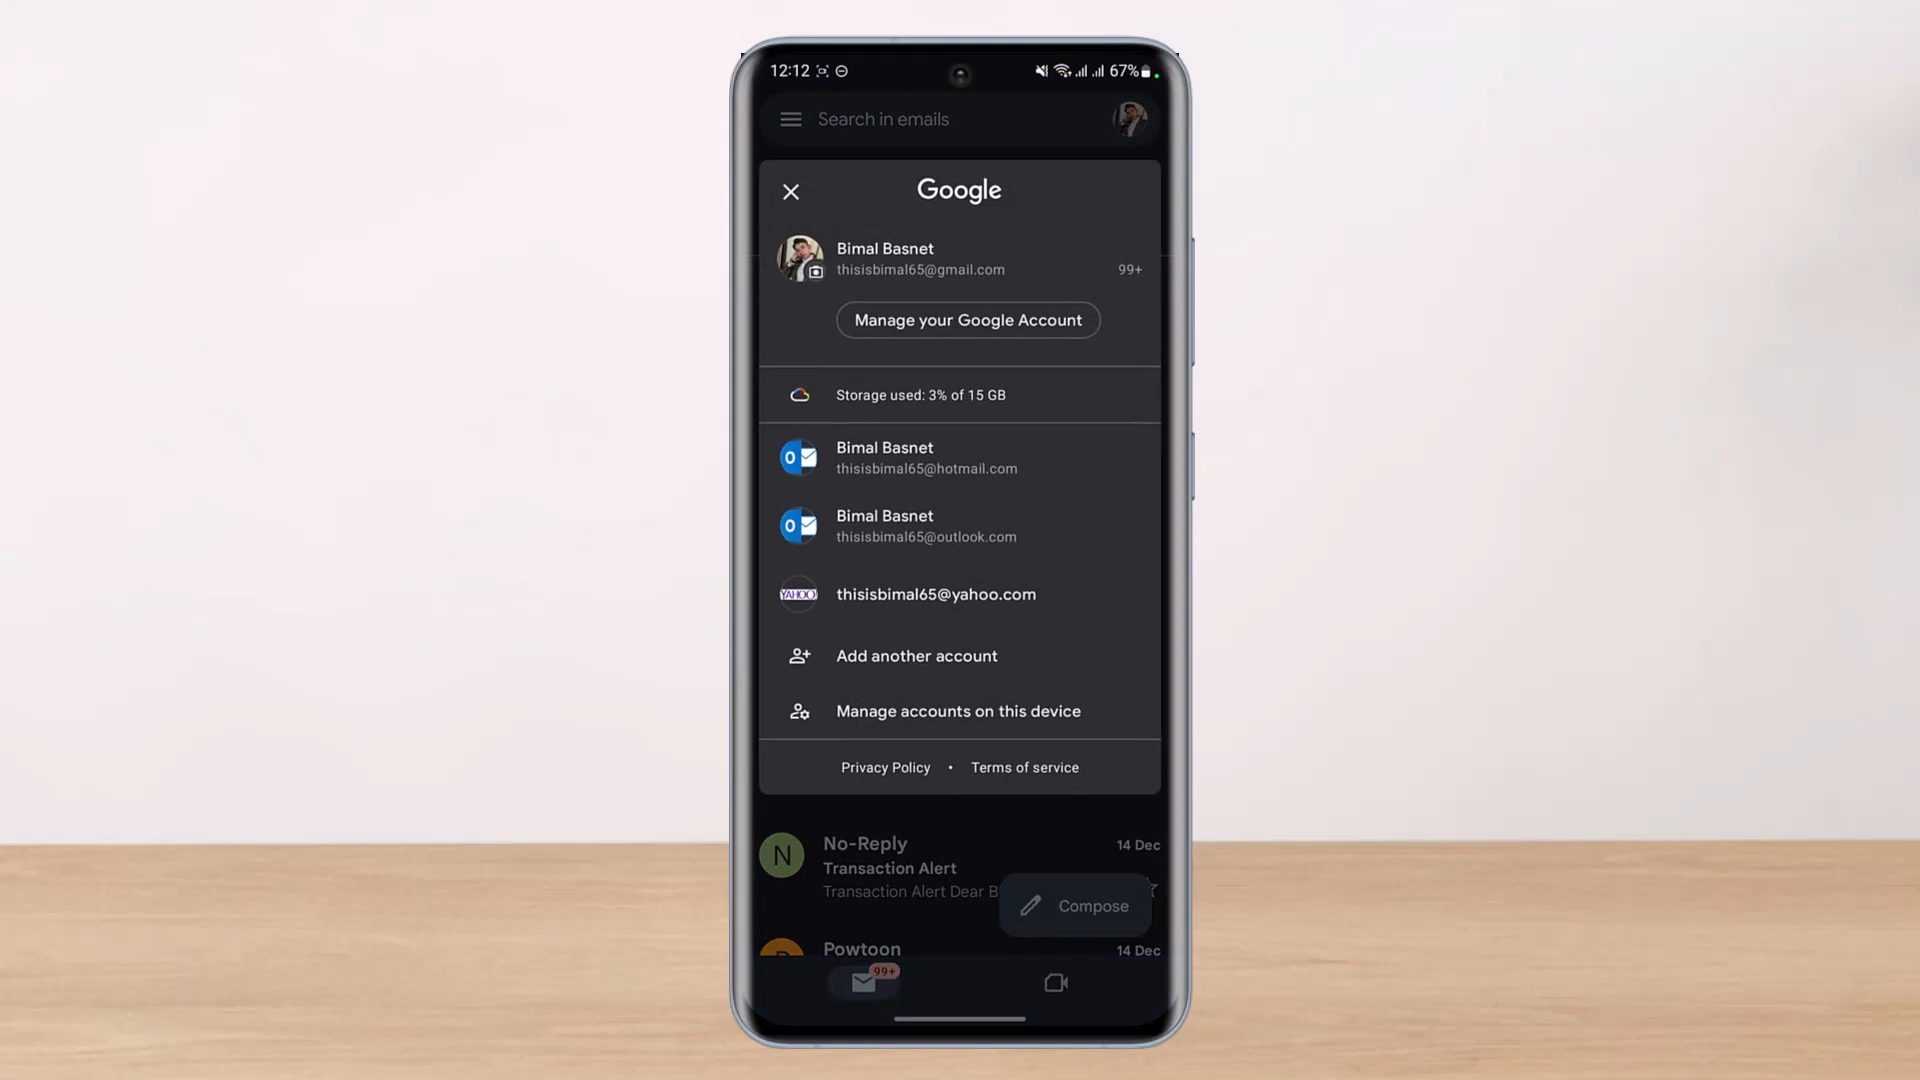 12:12
67%
Search in emails
Google
Bimal Basnet
thisisbimal65@gmail.com
99+
Manage your Google Account
Storage used: 3% of 15 GB
Bimal Basnet
thisisbimal65@hotmail.com
Bimal Basnet
thisisbimal65@outlook.com
YAHOO!
thisisbimal65@yahoo.com
Add another account
Manage accounts on this device
Privacy Policy • Terms of service
N
No-Reply
14 Dec
Transaction Alert
Transaction Alert Dear B
Compose
Powtoon
14 Dec
99+